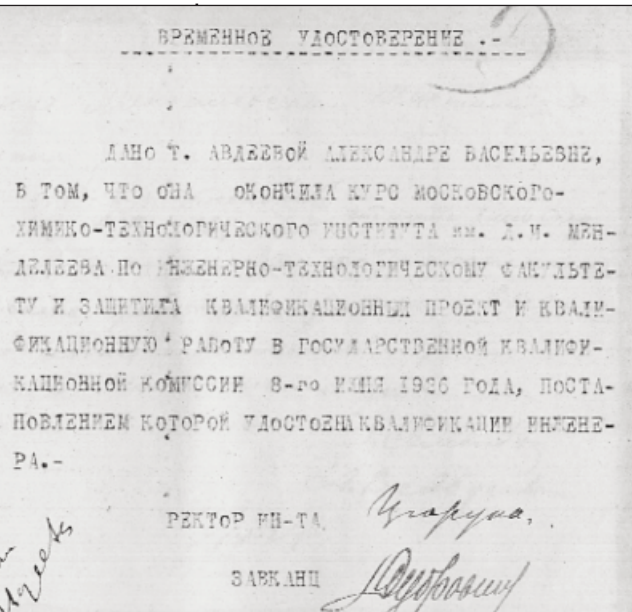 ВРЕМЕННОЕ УДОСТОВЕРЕНИЕ .-
ДАНО Т. АВДЕЕВОЙ АЛЕКСАНДРЕ ВАСИЛЬЕВНЕ,
В ТОМ, ЧТО ОНА ОКОНЧИЛА КУРС МОСКОВСКОГО-
ХИМИКО-ТЕХНОЛОГИЧЕСКОГО ИНСТИТУТА им. Д.И. МЕН-
ДЕЛЕЕВА ПО ИНЖЕНЕРНО-ТЕХНОЛОГИЧЕСКОМУ ФАКУЛЬТЕ-
ТУ И ЗАЩИТИЛА КВАЛИФИКАЦИОННЫЙ ПРОЕКТ И КВАЛИ-
ФИКАЦИОННУЮ РАБОТУ В ГОСУДАРСТВЕННОЙ КВАЛИФИ-
КАЦИОННОЙ КОМИССИИ 8-го 1926 ГОДА, ПОСТА-
НОВЛЕНИЕМ КОТОРОЙ УДОСТОЕНА КВАЛИФИКАЦИИ ИНЖЕНЕ-
РА.-
РЕКТОР ИН-ТА
ЗАВКАНЦ